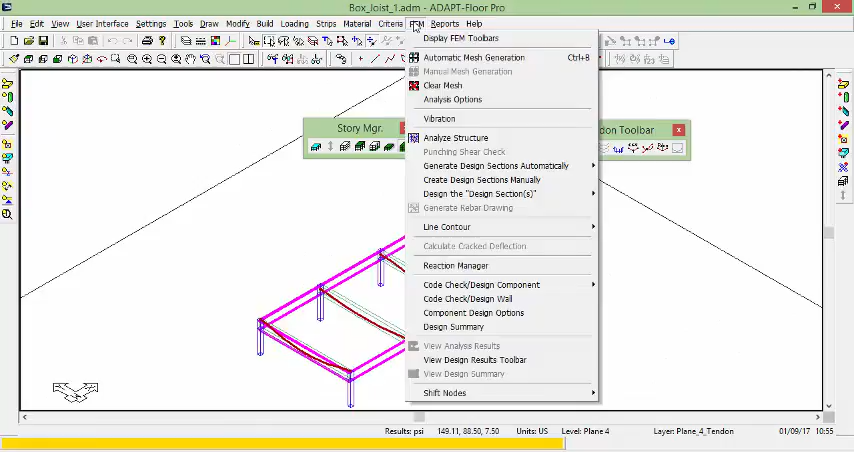 Box_Joist_1.adm - ADAPT-Floor Pro
File Edit View User Interface Settings Tools Draw Modify Build Loading Strips Material Criteria FEM Reports Help
Display FEM Toolbars
Automatic Mesh Generation Ctrl+8
Manual Mesh Generation
Clear Mesh
Analysis Options
Vibration
Story Mgr.
ndon Toolbar
Analyze Structure
Punching Shear Check
Generate Design Sections Automatically
Create Design Sections Manually
Design the "Design Section(s)"
Generate Rebar Drawing
Line Contour
Calculate Cracked Deflection
Reaction Manager
Code Check/Design Component
Code Check/Design Wall
Component Design Options
Design Summary
View Analysis Results
View Design Results Toolbar
View Design Summary
Shift Nodes
Results: psi 149.11, 88.50, 7.50 Units: US Level: Plane 4 Layer: Plane_4_Tendon 01/09/17 10:55